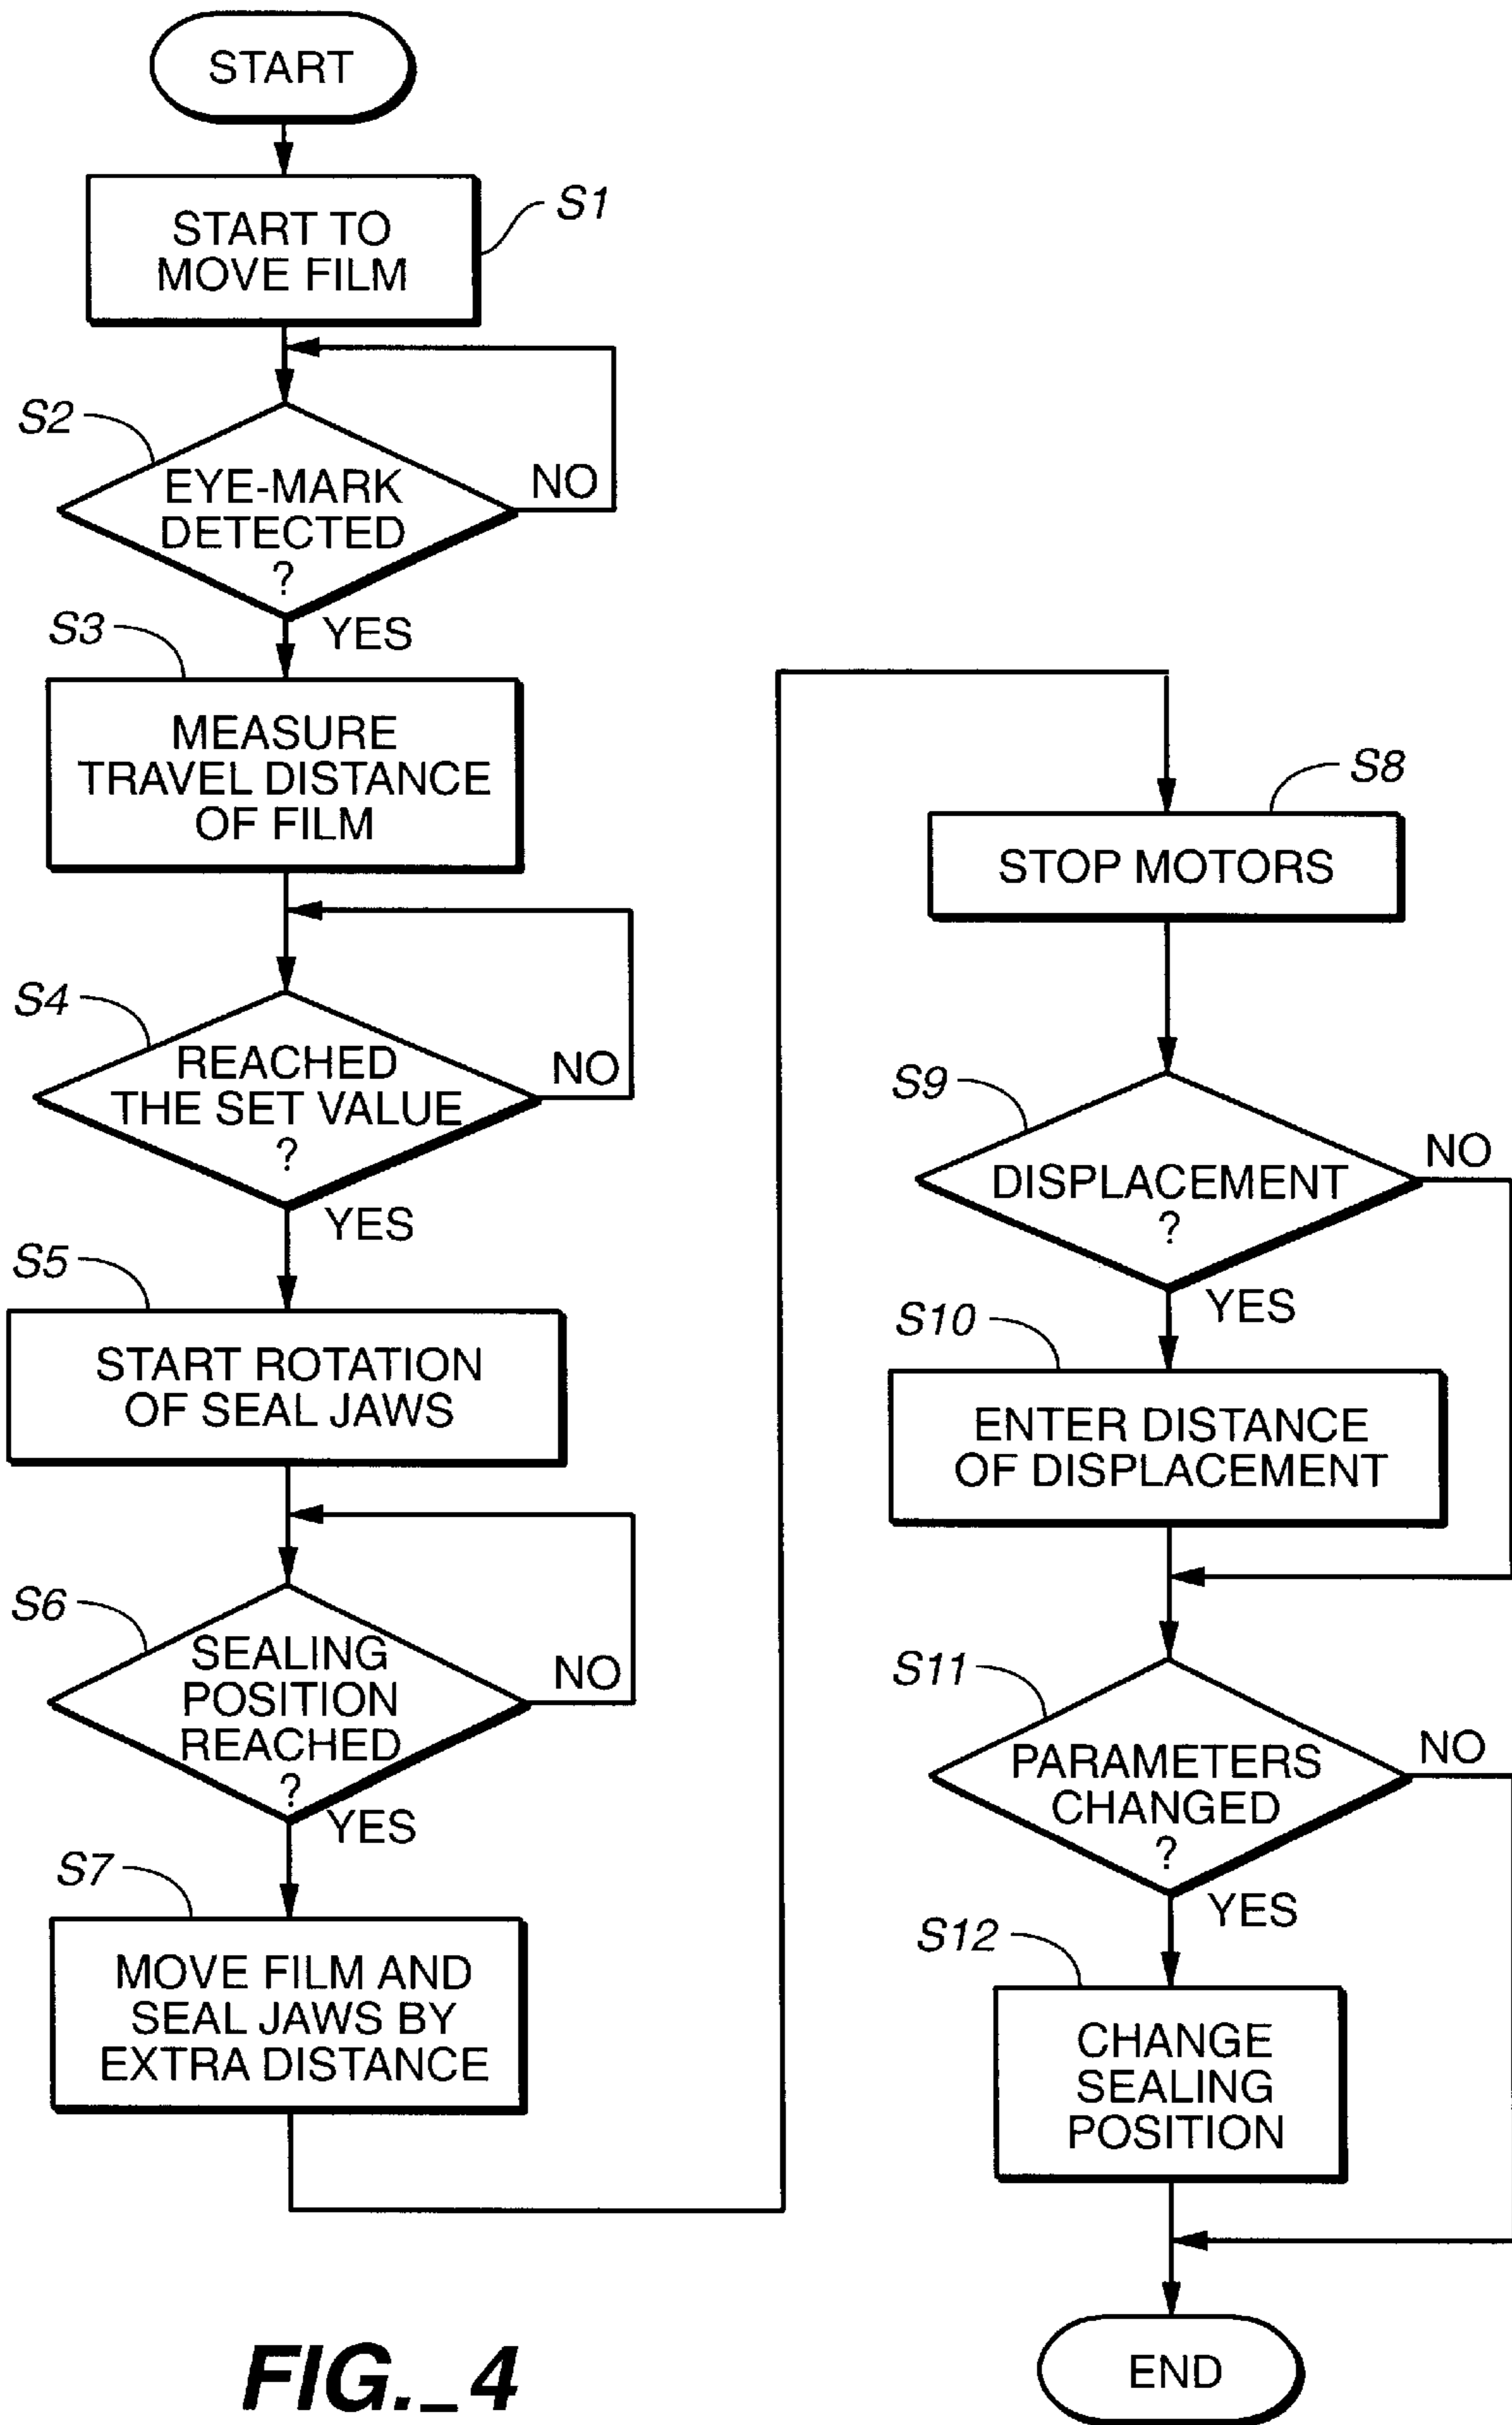 START
S1
START TO
MOVE FILM
S2
EYE-MARK
DETECTED
?
NO
YES
S3
MEASURE
TRAVEL DISTANCE
OF FILM
S4
REACHED
THE SET VALUE
?
NO
YES
S5
START ROTATION
OF SEAL JAWS
S6
SEALING
POSITION
REACHED
?
NO
YES
S7
MOVE FILM AND
SEAL JAWS BY
EXTRA DISTANCE
S8
STOP MOTORS
S9
DISPLACEMENT
?
NO
YES
S10
ENTER DISTANCE
OF DISPLACEMENT
S11
PARAMETERS
CHANGED
?
NO
YES
S12
CHANGE
SEALING
POSITION
END
FIG._4